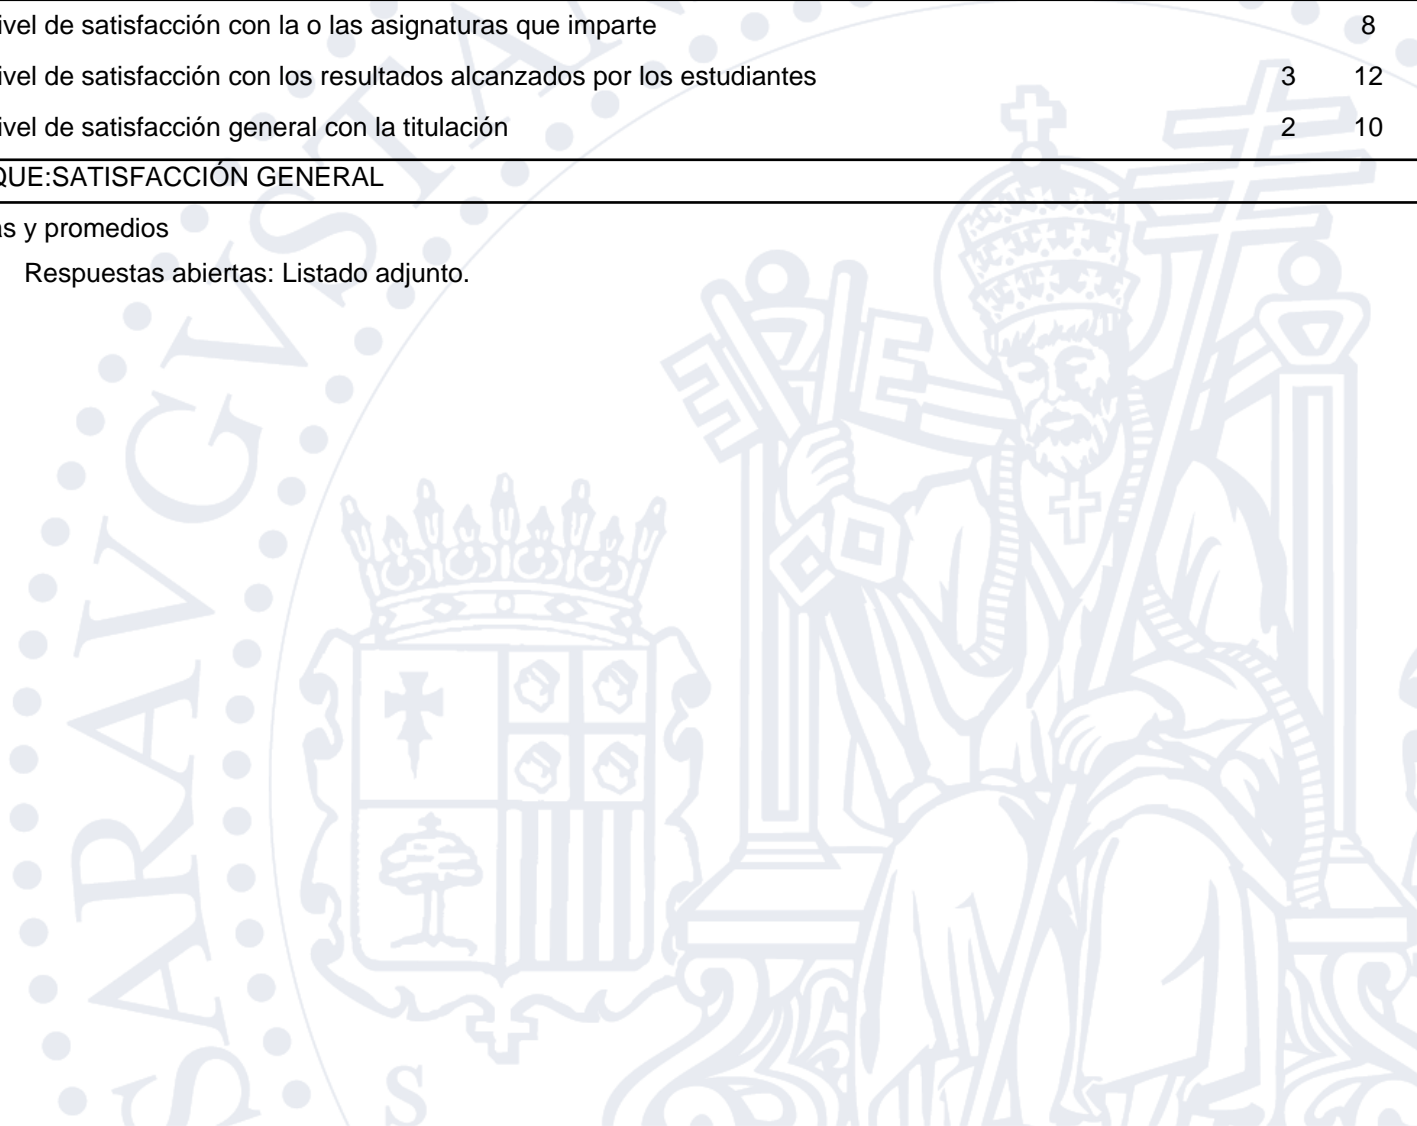 ivel de satisfacción con la o las asignaturas que imparte 8
ivel de satisfacción con los resultados alcanzados por los estudiantes 3 12
ivel de satisfacción general con la titulación 2 10
QUE:SATISFACCIÓN GENERAL
as y promedios
Respuestas abiertas: Listado adjunto.
SARAVGVSTAN
S